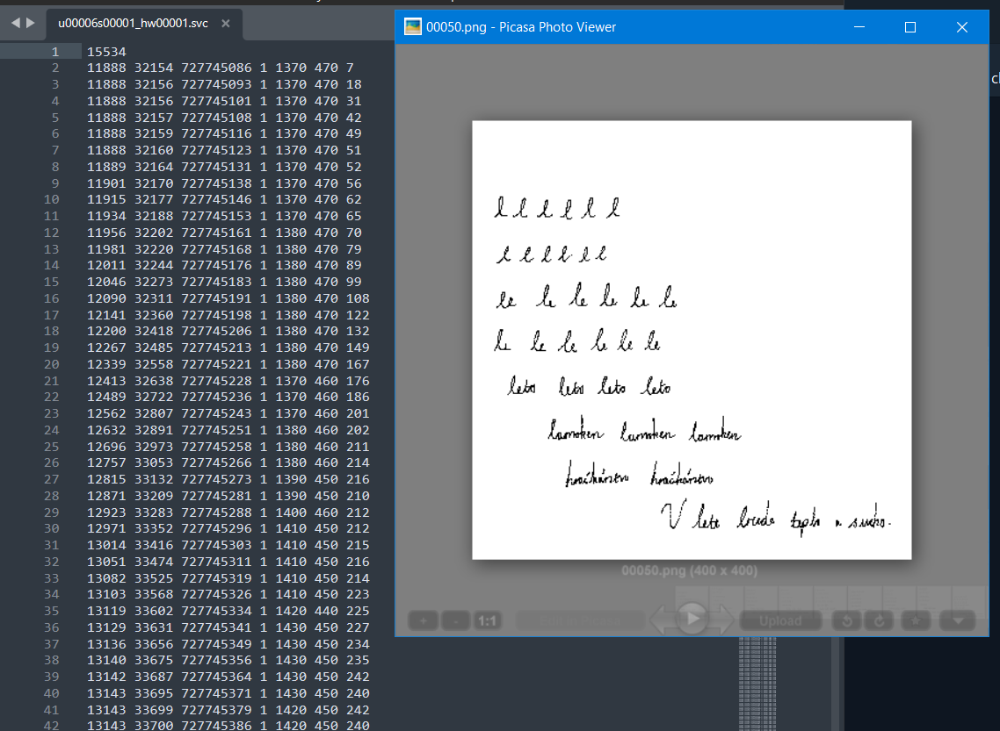 u00006s00001_hw00001.svc
1 15534
2 11888 32154 727745086 1 1370 470 7
3 11888 32156 727745093 1 1370 470 18
4 11888 32156 727745101 1 1370 470 31
5 11888 32157 727745108 1 1370 470 42
6 11888 32159 727745116 1 1370 470 49
7 11888 32160 727745123 1 1370 470 51
8 11889 32164 727745131 1 1370 470 52
9 11901 32170 727745138 1 1370 470 56
10 11915 32177 727745146 1 1370 470 62
11 11934 32188 727745153 1 1370 470 65
12 11956 32202 727745161 1 1380 470 70
13 11981 32220 727745168 1 1380 470 79
14 12011 32244 727745176 1 1380 470 89
15 12046 32273 727745183 1 1380 470 99
16 12090 32311 727745191 1 1380 470 108
17 12141 32360 727745198 1 1380 470 122
18 12200 32418 727745206 1 1380 470 132
19 12267 32485 727745213 1 1380 470 149
20 12339 32558 727745221 1 1380 470 167
21 12413 32638 727745228 1 1370 460 176
22 12489 32722 727745236 1 1370 460 186
23 12562 32807 727745243 1 1370 460 201
24 12632 32891 727745251 1 1380 460 202
25 12696 32973 727745258 1 1380 460 211
26 12757 33053 727745266 1 1380 460 214
27 12815 33132 727745273 1 1390 450 216
28 12871 33209 727745281 1 1390 450 210
29 12923 33283 727745288 1 1400 460 212
30 12971 33352 727745296 1 1410 450 212
31 13014 33416 727745303 1 1410 450 215
32 13051 33474 727745311 1 1410 450 216
33 13082 33525 727745319 1 1410 450 214
34 13103 33568 727745326 1 1410 450 223
35 13119 33602 727745334 1 1420 440 225
36 13129 33631 727745341 1 1430 450 227
37 13136 33656 727745349 1 1430 450 234
38 13140 33675 727745356 1 1430 450 235
39 13142 33687 727745364 1 1430 450 242
40 13143 33695 727745371 1 1430 450 240
41 13143 33699 727745379 1 1420 450 242
42 13143 33700 727745386 1 1420 450 240
00050.png - Picasa Photo Viewer
l l l l l l
l l l l l l
le le le le le le
le le le le le le
leto leto leto leto
lamoken lamoken lamoken
hračkárstvo hračkárstvo
V lete bude teplo a sucho.
00050.png (400 x 400)
1:1
Upload